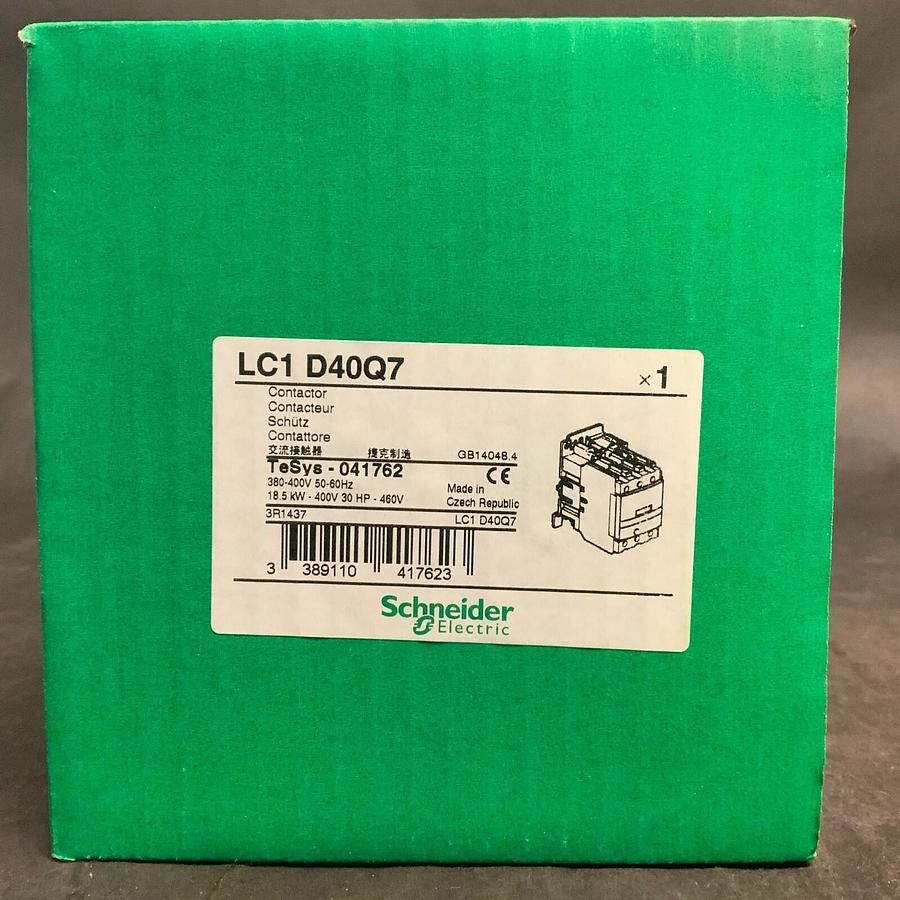 LC1 D40Q7
×1
Contactor
Contacteur
Schütz
Contattore
交流接触器 捷克制造 GB14048.4
TeSys - 041762 CE
380-400V 50-60Hz
18.5 kW - 400V 30 HP - 460V
Made in
Czech Republic
3R1437 LC1 D40Q7
3 389110 417623
Schneider
Electric